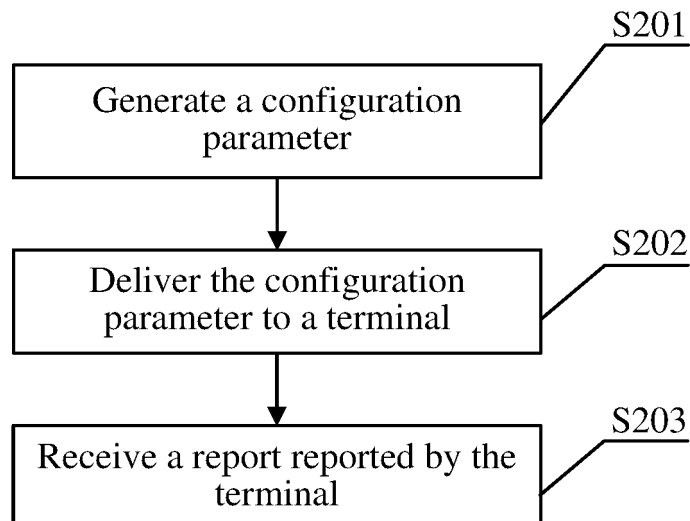 S201
Generate a configuration
parameter
S202
Deliver the configuration
parameter to a terminal
S203
Receive a report reported by the
terminal